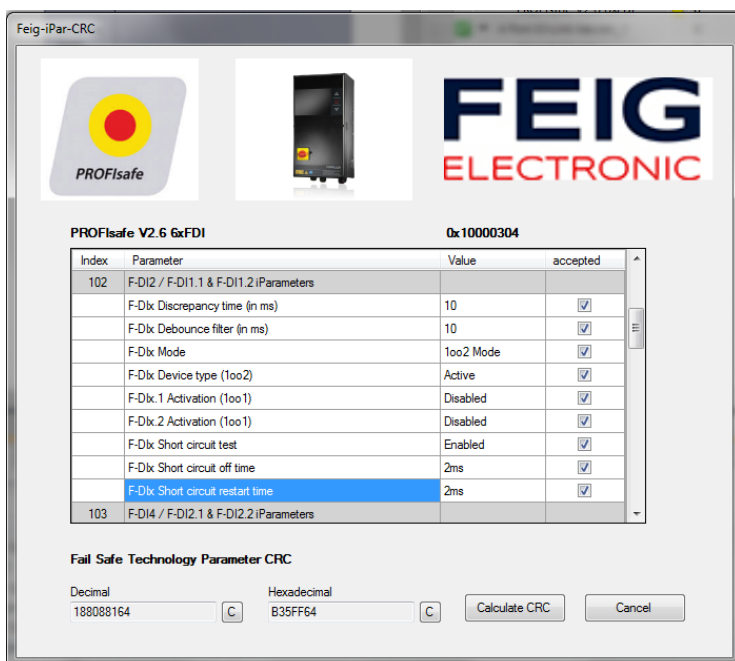 Feig-iPar-CRC
PROFIsafe
FEIG
ELECTRONIC
PROFIsafe V2.6 6xFDI 0x10000304
Index Parameter Value accepted
102 F-DI2 / F-DI1.1 & F-DI1.2 iParameters
F-DIx Discrepancy time (in ms) 10
F-DIx Debounce filter (in ms) 10
F-DIx Mode 1oo2 Mode
F-DIx Device type (1oo2) Active
F-DIx.1 Activation (1oo1) Disabled
F-DIx.2 Activation (1oo1) Disabled
F-DIx Short circuit test Enabled
F-DIx Short circuit off time 2ms
F-DIx Short circuit restart time 2ms
103 F-DI4 / F-DI2.1 & F-DI2.2 iParameters
Fail Safe Technology Parameter CRC
Decimal Hexadecimal
188088164 C B35FF64 C Calculate CRC Cancel